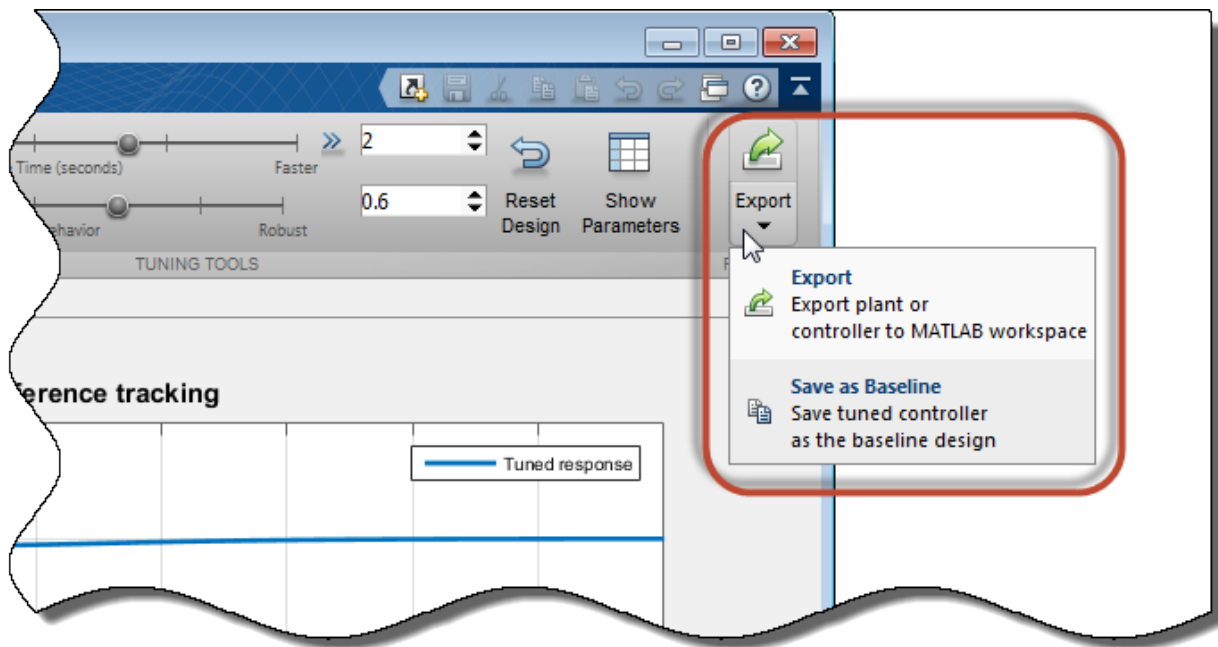 2
Time (seconds)
Faster
0.6
ehavior
Robust
Reset
Design
Show
Parameters
Export
TUNING TOOLS
Export
Export plant or
controller to MATLAB workspace
Save as Baseline
Save tuned controller
as the baseline design
ference tracking
Tuned response